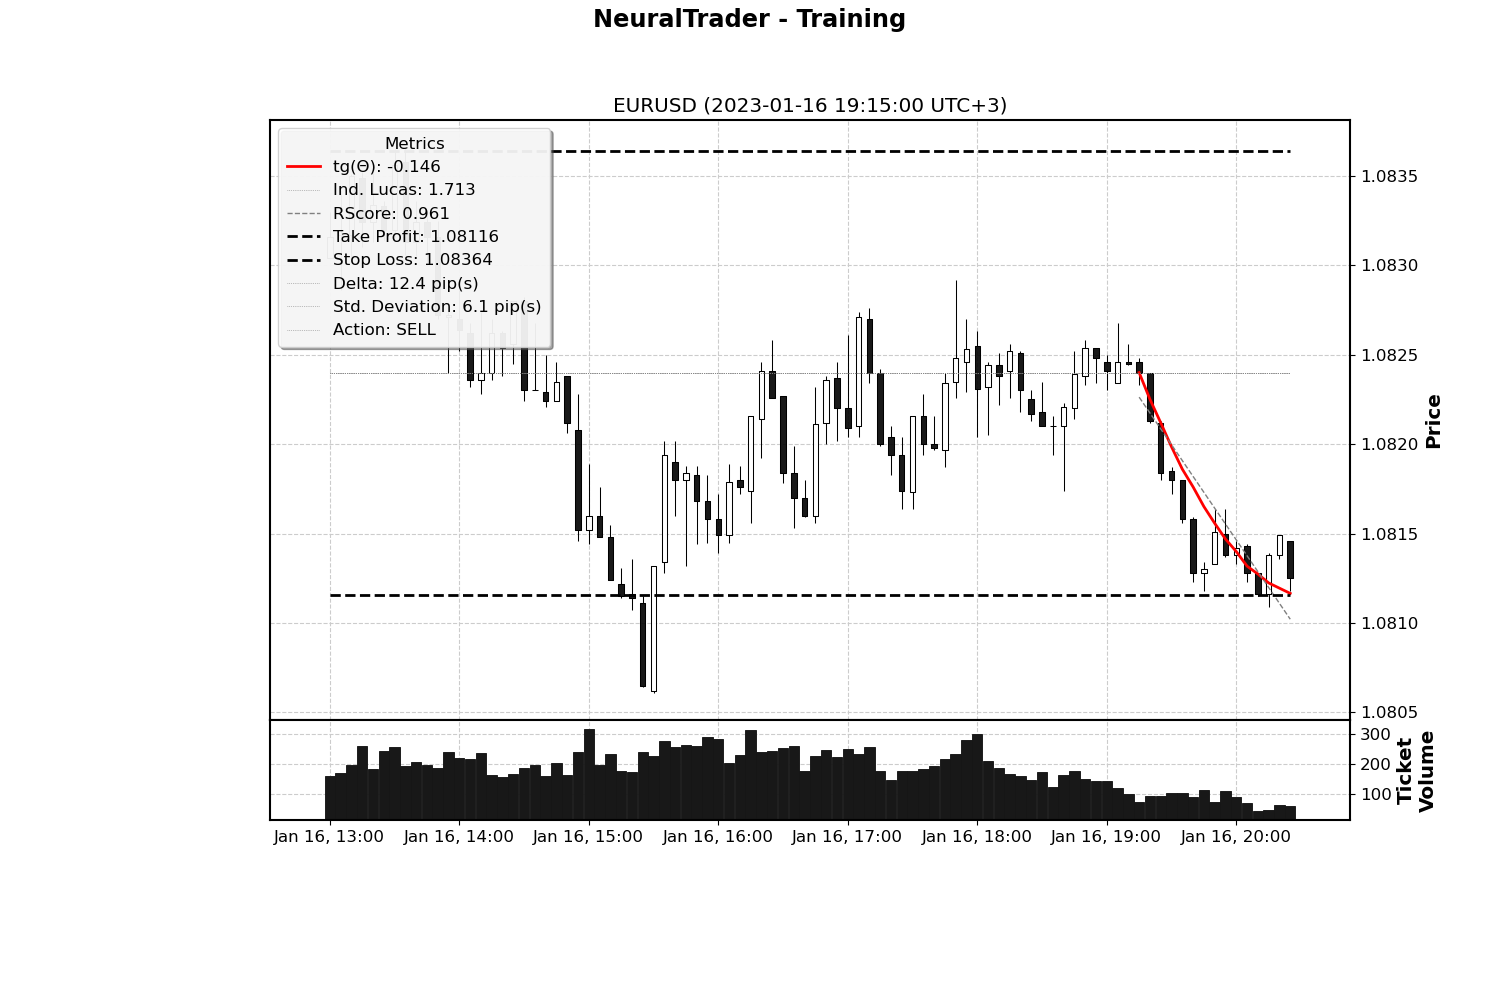 NeuralTrader - Training
EURUSD (2023-01-16 19:15:00 UTC+3)
Metrics
tg(Θ): -0.146
Ind. Lucas: 1.713
RScore: 0.961
Take Profit: 1.08116
Stop Loss: 1.08364
Delta: 12.4 pip(s)
Std. Deviation: 6.1 pip(s)
Action: SELL
1.0835
1.0830
1.0825
1.0820
1.0815
1.0810
1.0805
Price
300
200
100
Ticket
Volume
Jan 16, 13:00
Jan 16, 14:00
Jan 16, 15:00
Jan 16, 16:00
Jan 16, 17:00
Jan 16, 18:00
Jan 16, 19:00
Jan 16, 20:00